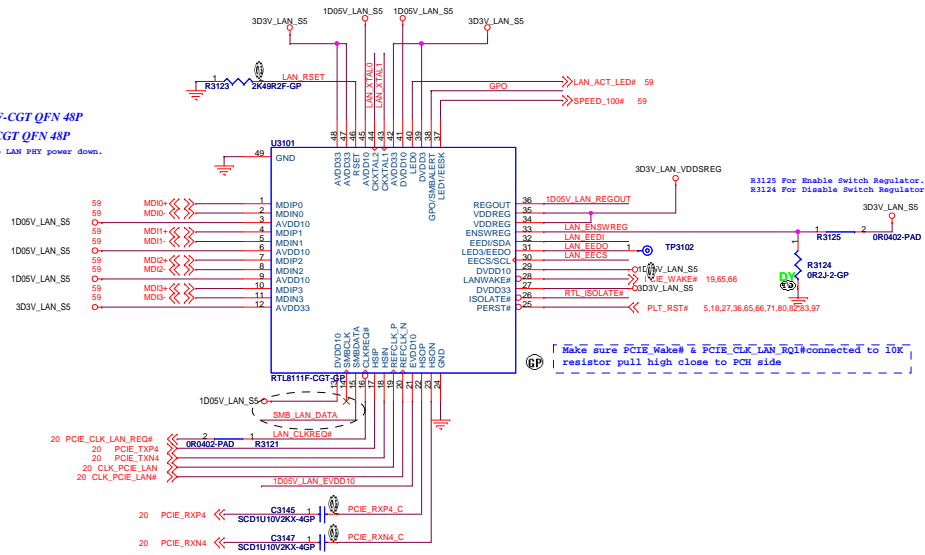 3D3V_LAN_S5
1D05V_LAN_S5
1D05V_LAN_S5
3D3V_LAN_S5
R3123
1
2K49R2F-GP
LAN_RSET
LAN_XTAL0
LAN_XTAL1
GPO
LAN_ACT_LED# 59
SPEED_100# 59
F-CGT QFN 48P
CGT QFN 48P
LAN PHY power down.
U3101
48
47
46
45
44
43
42
41
40
39
38
37
AVDD33
AVDD33
RSET
AVDD10
CKXTAL2
CKXTAL1
AVDD33
DVDD10
LED0
DVDD3
GPO/SMBALERT
LED1/EESK
49 GND
59 MDI0+ 1 MDIP0
59 MDI0- 2 MDIN0
1D05V_LAN_S5 3 AVDD10
59 MDI1+ 4 MDIP1
59 MDI1- 5 MDIN1
1D05V_LAN_S5 6 AVDD10
59 MDI2+ 7 MDIP2
59 MDI2- 8 MDIN2
1D05V_LAN_S5 9 AVDD10
59 MDI3+ 10 MDIP3
59 MDI3- 11 MDIN3
3D3V_LAN_S5 12 AVDD33
REGOUT 36 1D05V_LAN_REGOUT
VDDREG 35
VDDREG 34
ENSWREG 33 LAN_ENSWREG
EEDI/SDA 32 LAN_EEDI
LED3/EEDO 31 LAN_EEDO 1 TP3102
EECS/SCL 30 LAN_EECS
DVDD10 29 1D05V_LAN_S5
LANWAKE# 28 PCIE_WAKE# 19,65,66
DVDD33 27 3D3V_LAN_S5
ISOLATE# 26 RTL_ISOLATE#
PERST# 25 PLT_RST# 5,18,27,36,65,66,71,80,82,83,97
3D3V_LAN_VDDSREG
R3125 For Enable Switch Regulator.
R3124 For Disable Switch Regulator
3D3V_LAN_S5
1 2
R3125 0R0402-PAD
R3124
0R2J-2-GP
DY
GP
Make sure PCIE_Wake# & PCIE_CLK_LAN_RQ1#connected to 10K
resistor pull high close to PCH side
DVDD10
SMBCLK
SMBDATA
CLKREQ#
HSIP
HSIN
REFCLK_P
REFCLK_N
EVDD10
HSOP
HSON
GND
RTL8111F-CGT-GP
13
14
15
16
17
18
19
20
21
22
23
24
1D05V_LAN_S5
SMB_LAN_DATA
20 PCIE_CLK_LAN_REQ# 2 1 LAN_CLKREQ#
0R0402-PAD R3121
20 PCIE_TXP4
20 PCIE_TXN4
20 CLK_PCIE_LAN
20 CLK_PCIE_LAN#
1D05V_LAN_EVDD10
20 PCIE_RXP4 C3145 1 PCIE_RXP4_C
SCD1U10V2KX-4GP
20 PCIE_RXN4 C3147 1 PCIE_RXN4_C
SCD1U10V2KX-4GP